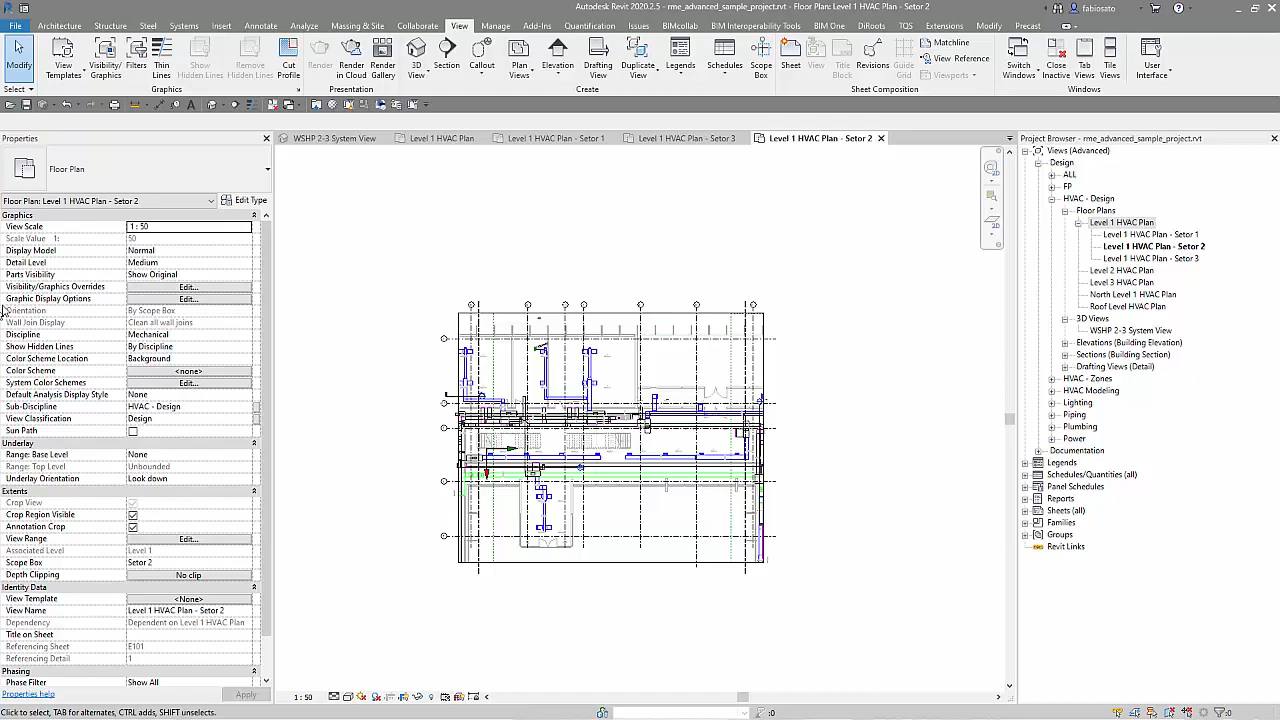 Autodesk Revit 2020.2.5 - rme_advanced_sample_project.rvt - Floor Plan: Level 1 HVAC Plan - Setor 2
fabiosato
File Architecture Structure Steel Systems Insert Annotate Analyze Massing & Site Collaborate View Manage Add-Ins Quantification Issues BIMcollab BIM Interoperability Tools BIM One DiRoots TQS Extensions Modify Precast
Modify
View Templates
Visibility/ Graphics
Filters
Thin Lines
Show Hidden Lines
Remove Hidden Lines
Cut Profile
Render
Render in Cloud
Render Gallery
3D View
Section
Callout
Plan Views
Elevation
Drafting View
Duplicate View
Legends
Schedules
Scope Box
Sheet
View
Title Block
Revisions
Guide Grid
Matchline
View Reference
Viewports
Switch Windows
Close Inactive
Tab Views
Tile Views
User Interface
Select Graphics Presentation Create Sheet Composition Windows
Properties
WSHP 2-3 System View
Level 1 HVAC Plan
Level 1 HVAC Plan - Setor 1
Level 1 HVAC Plan - Setor 3
Level 1 HVAC Plan - Setor 2
Project Browser - rme_advanced_sample_project.rvt
Floor Plan
Floor Plan: Level 1 HVAC Plan - Setor 2 Edit Type
Graphics
View Scale 1 : 50
Scale Value 1: 50
Display Model Normal
Detail Level Medium
Parts Visibility Show Original
Visibility/Graphics Overrides Edit...
Graphic Display Options Edit...
Orientation By Scope Box
Wall Join Display Clean all wall joins
Discipline Mechanical
Show Hidden Lines By Discipline
Color Scheme Location Background
Color Scheme <none>
System Color Schemes Edit...
Default Analysis Display Style None
Sub-Discipline HVAC - Design
View Classification Design
Sun Path
Underlay
Range: Base Level None
Range: Top Level Unbounded
Underlay Orientation Look down
Extents
Crop View
Crop Region Visible
Annotation Crop
View Range Edit...
Associated Level Level 1
Scope Box Setor 2
Depth Clipping No clip
Identity Data
View Template <None>
View Name Level 1 HVAC Plan - Setor 2
Dependency Dependent on Level 1 HVAC Plan
Title on Sheet
Referencing Sheet E101
Referencing Detail 1
Phasing
Phase Filter Show All
Properties help Apply
2D
Views (Advanced)
Design
ALL
FP
HVAC - Design
Floor Plans
Level 1 HVAC Plan
Level 1 HVAC Plan - Setor 1
Level 1 HVAC Plan - Setor 2
Level 1 HVAC Plan - Setor 3
Level 2 HVAC Plan
Level 3 HVAC Plan
North Level 1 HVAC Plan
Roof Level HVAC Plan
3D Views
WSHP 2-3 System View
Elevations (Building Elevation)
Sections (Building Section)
Drafting Views (Detail)
HVAC - Zones
HVAC Modeling
Lighting
Piping
Plumbing
Power
Documentation
Legends
Schedules/Quantities (all)
Panel Schedules
Reports
Sheets (all)
Families
Groups
Revit Links
1 : 50
Click to select, TAB for alternates, CTRL adds, SHIFT unselects.
:0
:0